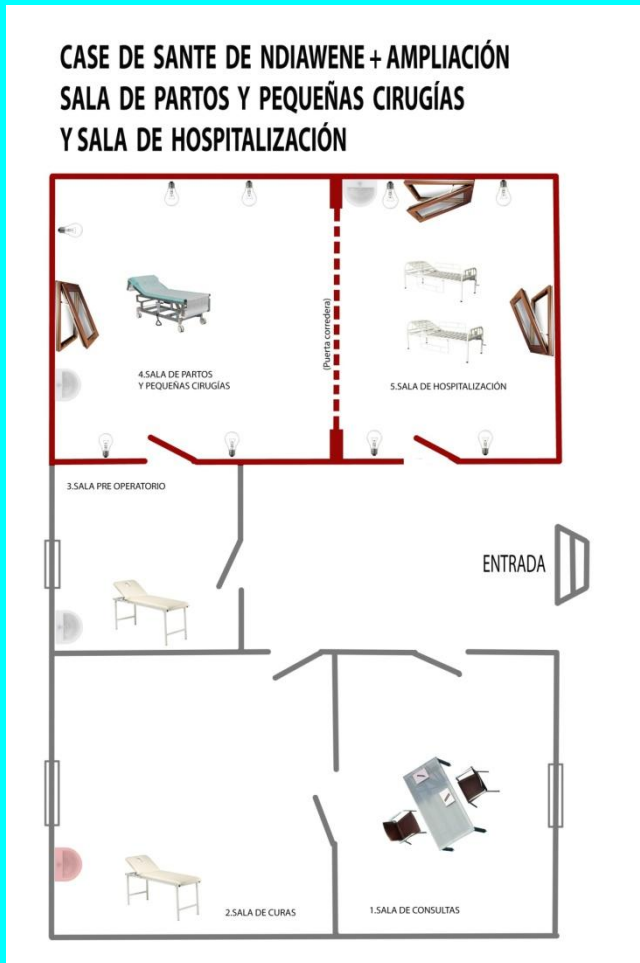 CASE DE SANTE DE NDIAWENE + AMPLIACIÓN
SALA DE PARTOS Y PEQUEÑAS CIRUGÍAS
Y SALA DE HOSPITALIZACIÓN
(Puerta corredera)
4.SALA DE PARTOS
Y PEQUEÑAS CIRUGÍAS
5.SALA DE HOSPITALIZACIÓN
3.SALA PRE OPERATORIO
ENTRADA
2.SALA DE CURAS
1.SALA DE CONSULTAS